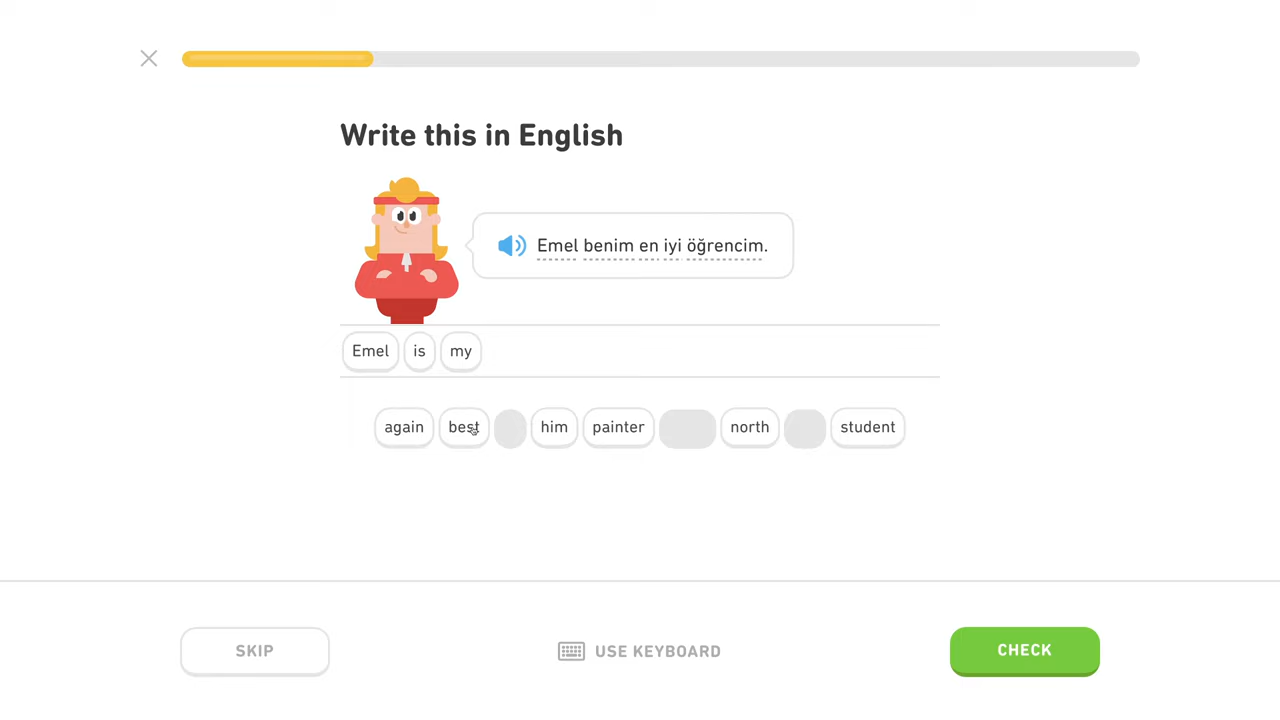 Write this in English
Emel benim en iyi öğrencim.
Emel is my
again best him painter north student
SKIP USE KEYBOARD CHECK